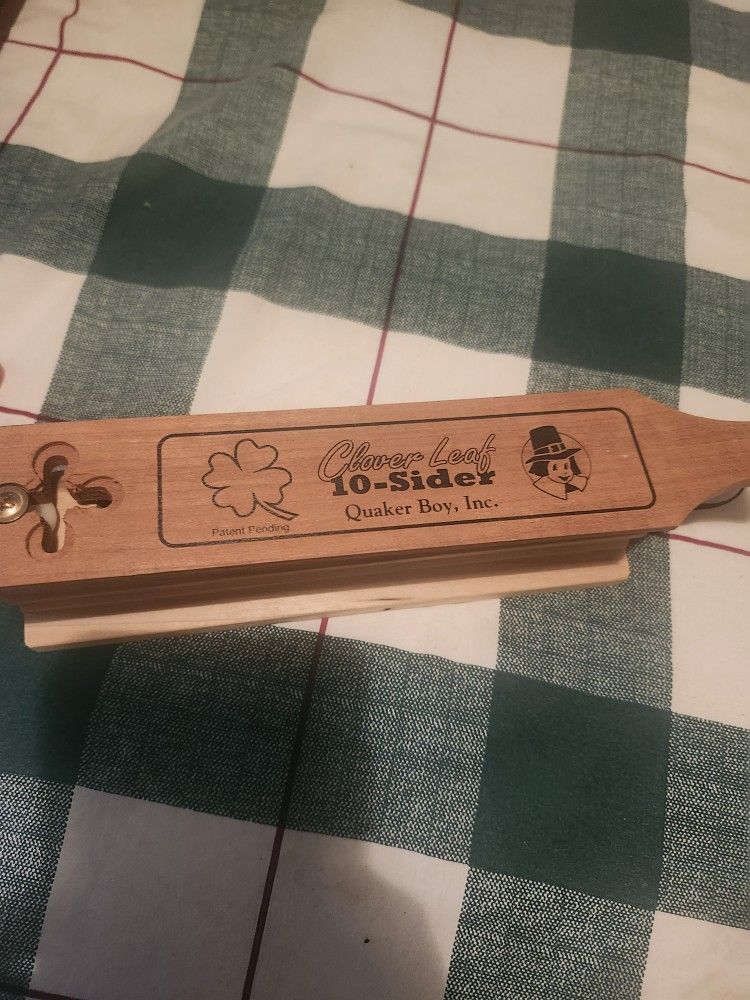 Clover Leaf
10-Sider
Quaker Boy, Inc.
Patent Pending